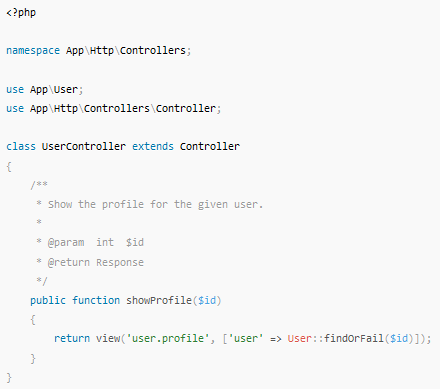 <?php
namespace App\Http\Controllers;
use App\User;
use App\Http\Controllers\Controller;
class UserController extends Controller
{
    /**
     * Show the profile for the given user.
     *
     * @param  int  $id
     * @return Response
     */
    public function showProfile($id)
    {
        return view('user.profile', ['user' => User::findOrFail($id)]);
    }
}